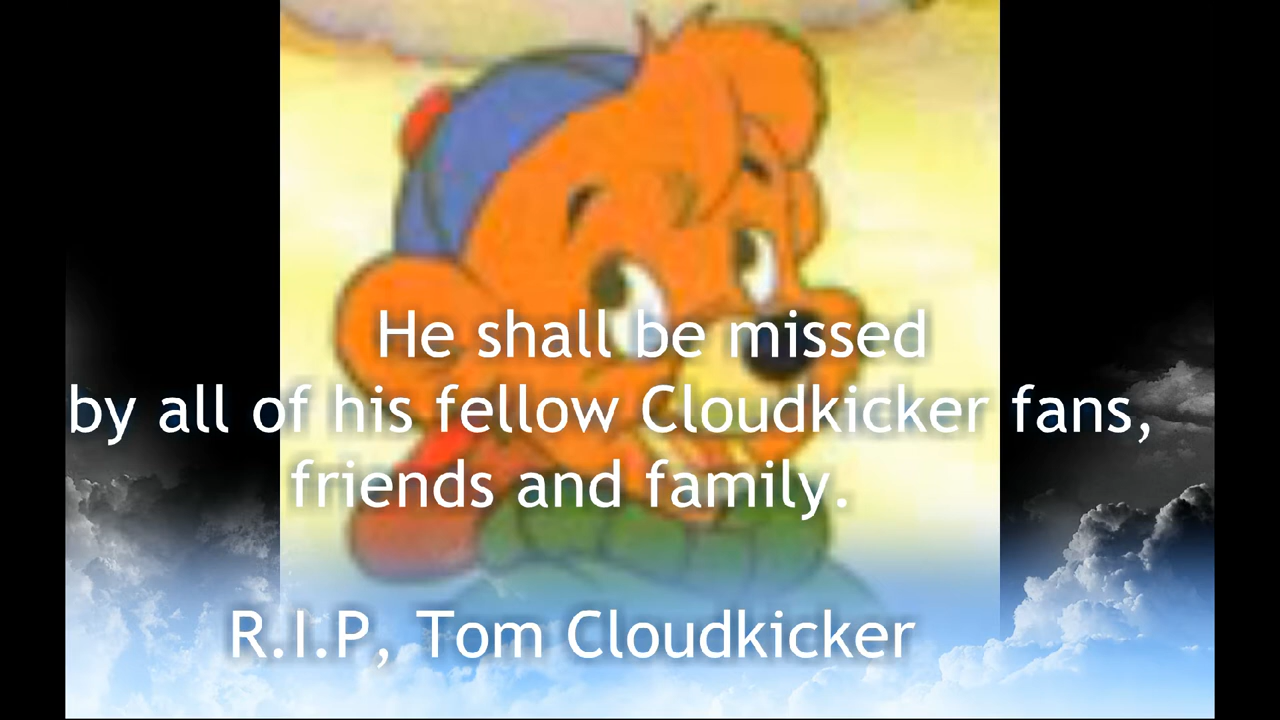 He shall be missed
by all of his fellow Cloudkicker fans,
friends and family.
R.I.P, Tom Cloudkicker